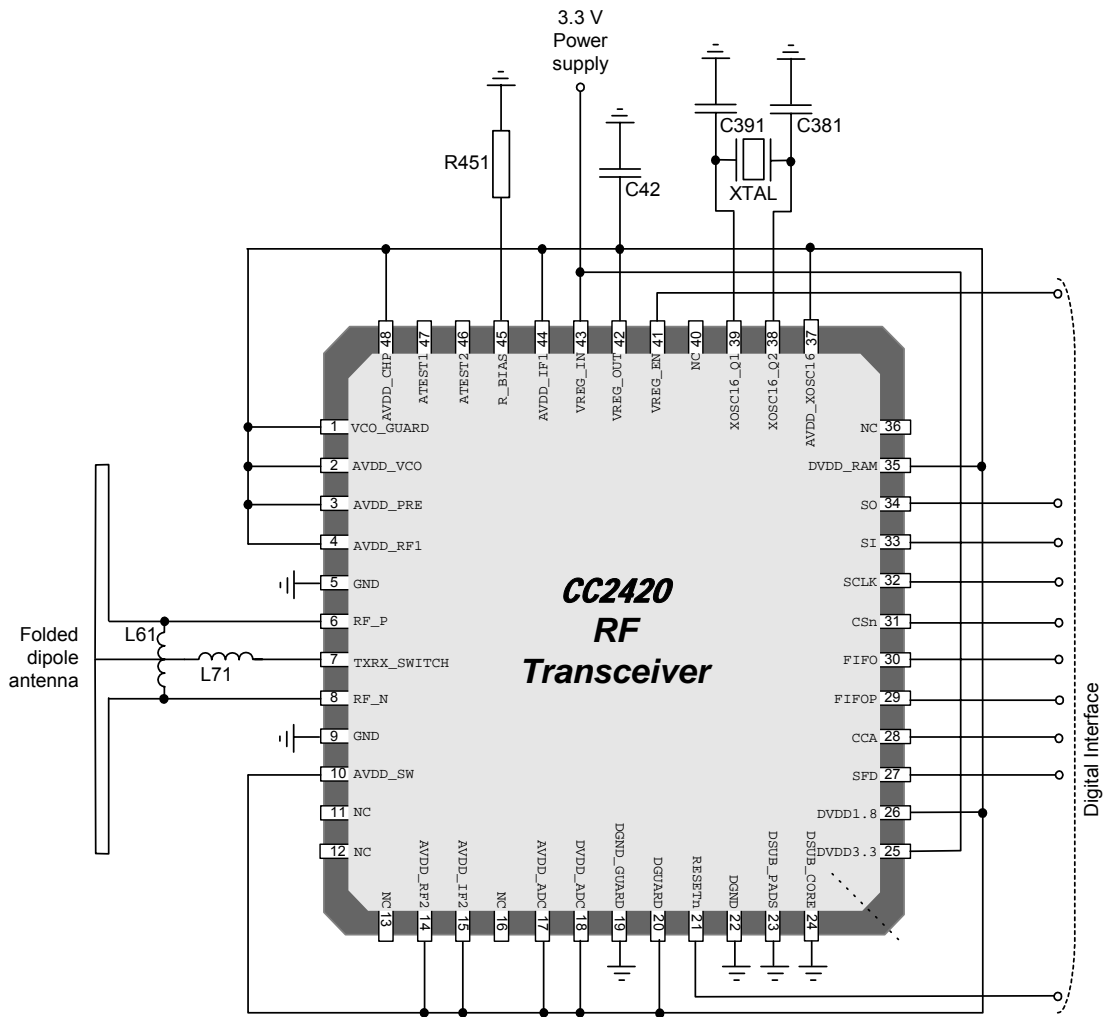 3.3 V
Power
supply
C391
C381
R451
C42
XTAL
48
47
46
45
44
43
42
41
40
39
38
37
AVDD_CHP
ATEST1
ATEST2
R_BIAS
AVDD_IF1
VREG_IN
VREG_OUT
VREG_EN
NC
XOSC16_Q1
XOSC16_Q2
AVDD_XOSC16
1 VCO_GUARD
2 AVDD_VCO
3 AVDD_PRE
4 AVDD_RF1
5 GND
6 RF_P
7 TXRX_SWITCH
8 RF_N
9 GND
10 AVDD_SW
11 NC
12 NC
Folded
dipole
antenna
L61
L71
CC2420
RF
Transceiver
NC 36
DVDD_RAM 35
SO 34
SI 33
SCLK 32
CSn 31
FIFO 30
FIFOP 29
CCA 28
SFD 27
DVDD1.8 26
DVDD3.3 25
Digital Interface
NC
AVDD_RF2
AVDD_IF2
NC
AVDD_ADC
DVDD_ADC
DGND_GUARD
DGUARD
RESETn
DGND
DSUB_PADS
DSUB_CORE
13
14
15
16
17
18
19
20
21
22
23
24